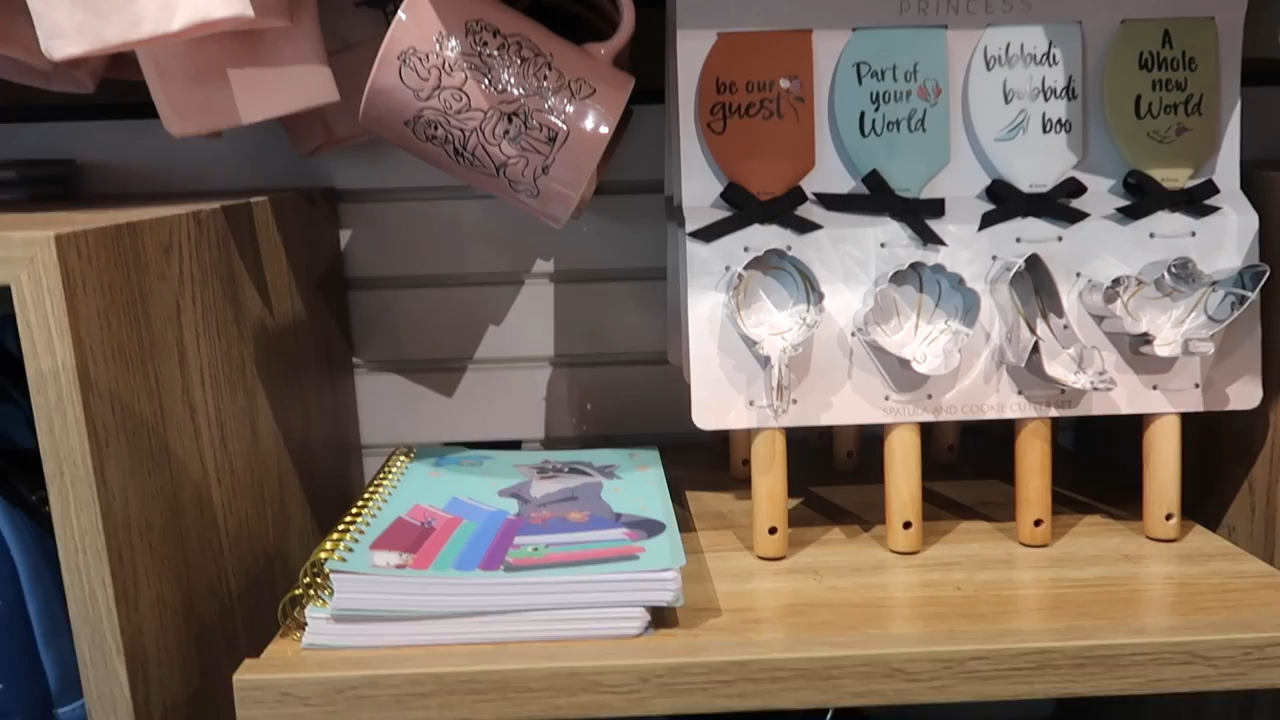 PRINCESS
be our
guest
Part of
your
World
bibbidi
bobbidi
boo
A
Whole
new
World
SPATULA AND COOKIE CUTTER SET